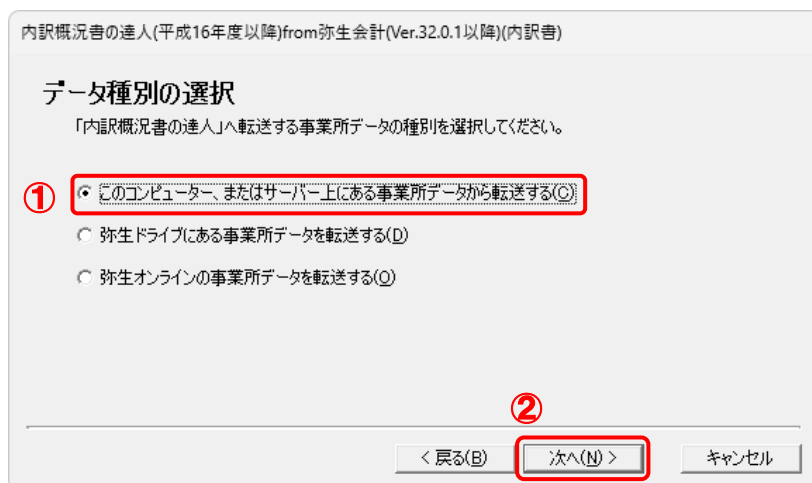 内訳概況書の達人(平成16年度以降)from弥生会計(Ver.32.0.1以降)(内訳書)
データ種別の選択
「内訳概況書の達人」へ転送する事業所データの種別を選択してください。
① このコンピューター、またはサーバー上にある事業所データから転送する(C)
弥生ドライブにある事業所データを転送する(D)
弥生オンラインの事業所データを転送する(O)
②
< 戻る(B) 次へ(N) > キャンセル